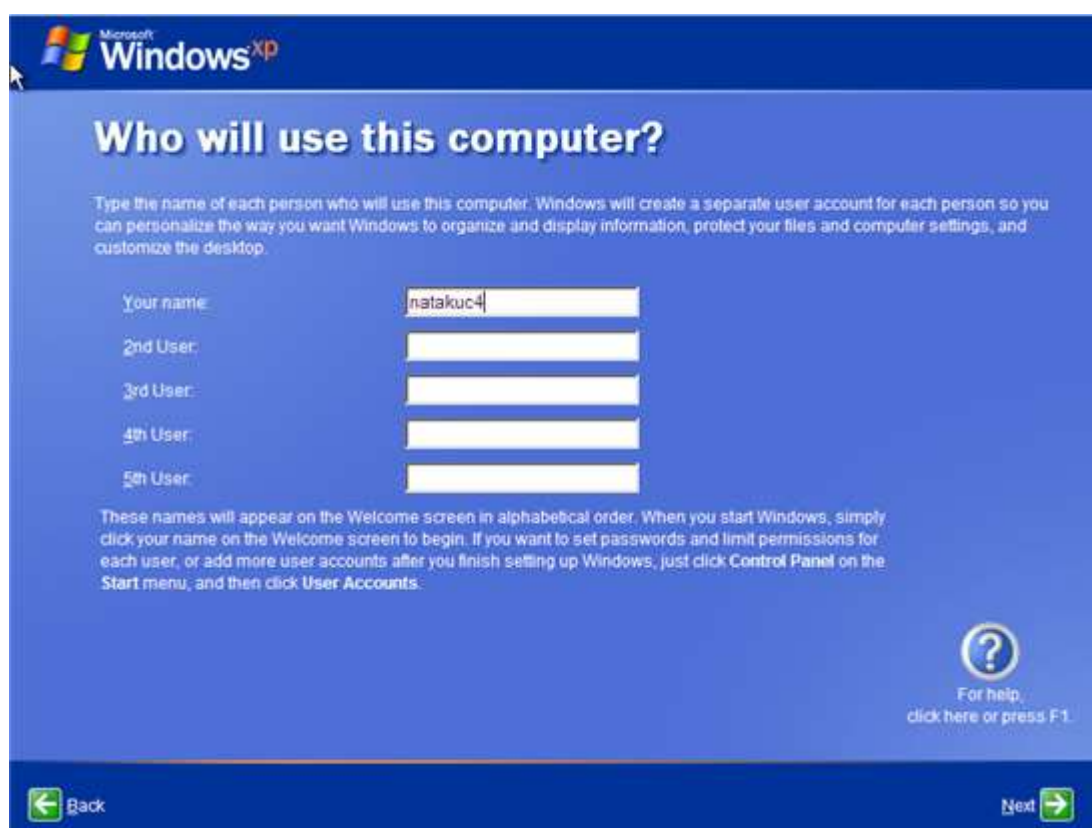 Microsoft
Windows xp
Who will use this computer?
Type the name of each person who will use this computer. Windows will create a separate user account for each person so you
can personalize the way you want Windows to organize and display information, protect your files and computer settings, and
customize the desktop.
Your name: natakuc4
2nd User:
3rd User:
4th User:
5th User:
These names will appear on the Welcome screen in alphabetical order. When you start Windows, simply
click your name on the Welcome screen to begin. If you want to set passwords and limit permissions for
each user, or add more user accounts after you finish setting up Windows, just click Control Panel on the
Start menu, and then click User Accounts.
For help,
click here or press F1.
Back
Next